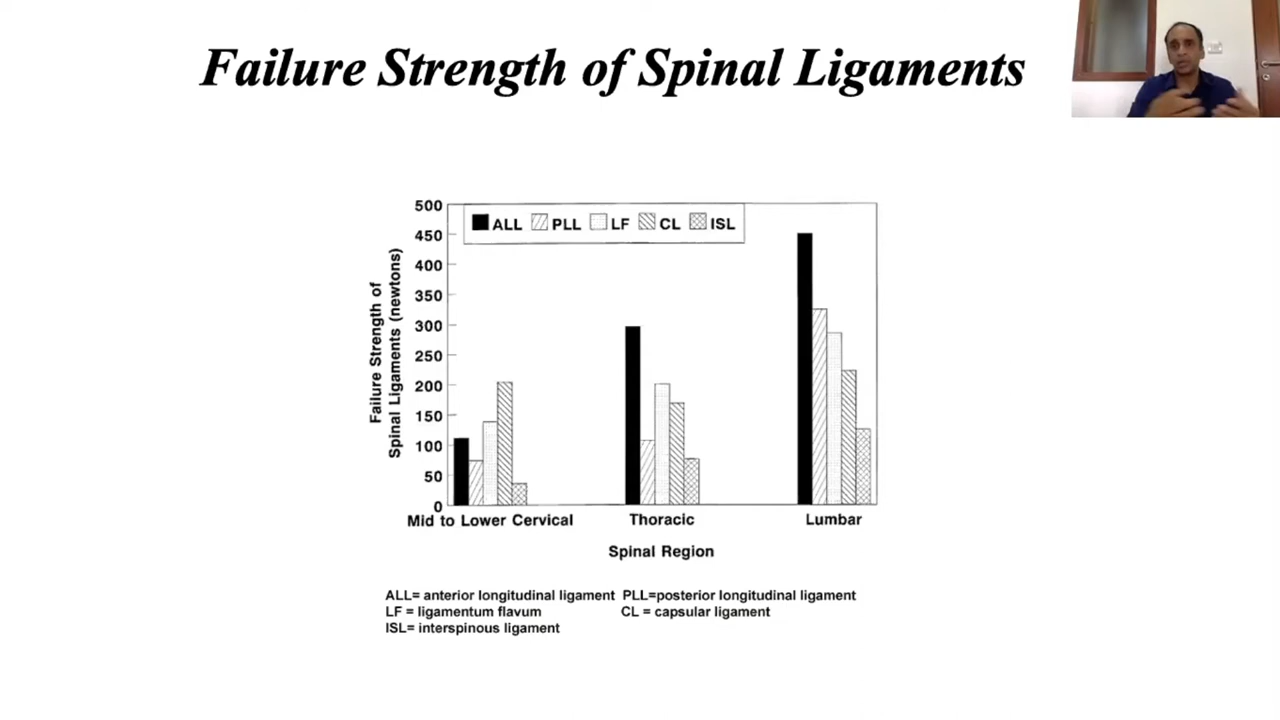 Failure Strength of Spinal Ligaments
Failure Strength of
Spinal Ligaments (newtons)
500
450
400
350
300
250
200
150
100
50
0
ALL PLL LF CL ISL
Mid to Lower Cervical Thoracic Lumbar
Spinal Region
ALL= anterior longitudinal ligament PLL=posterior longitudinal ligament
LF = ligamentum flavum CL = capsular ligament
ISL= interspinous ligament